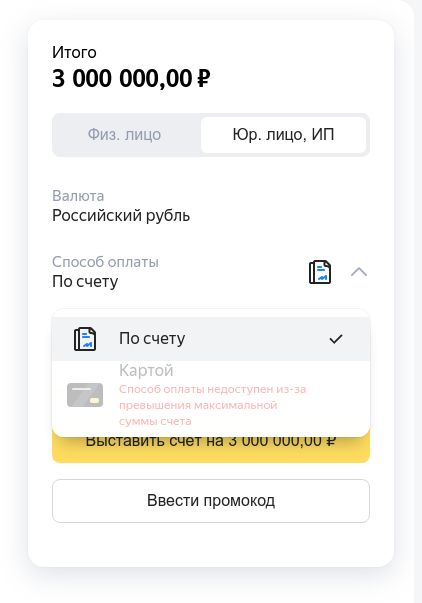 Итого
3 000 000,00 ₽
Физ. лицо
Юр. лицо, ИП
Валюта
Российский рубль
Способ оплаты
По счету
По счету
Картой
Способ оплаты недоступен из-за
превышения максимальной
суммы счета
Выставить счет на 3 000 000,00 ₽
Ввести промокод